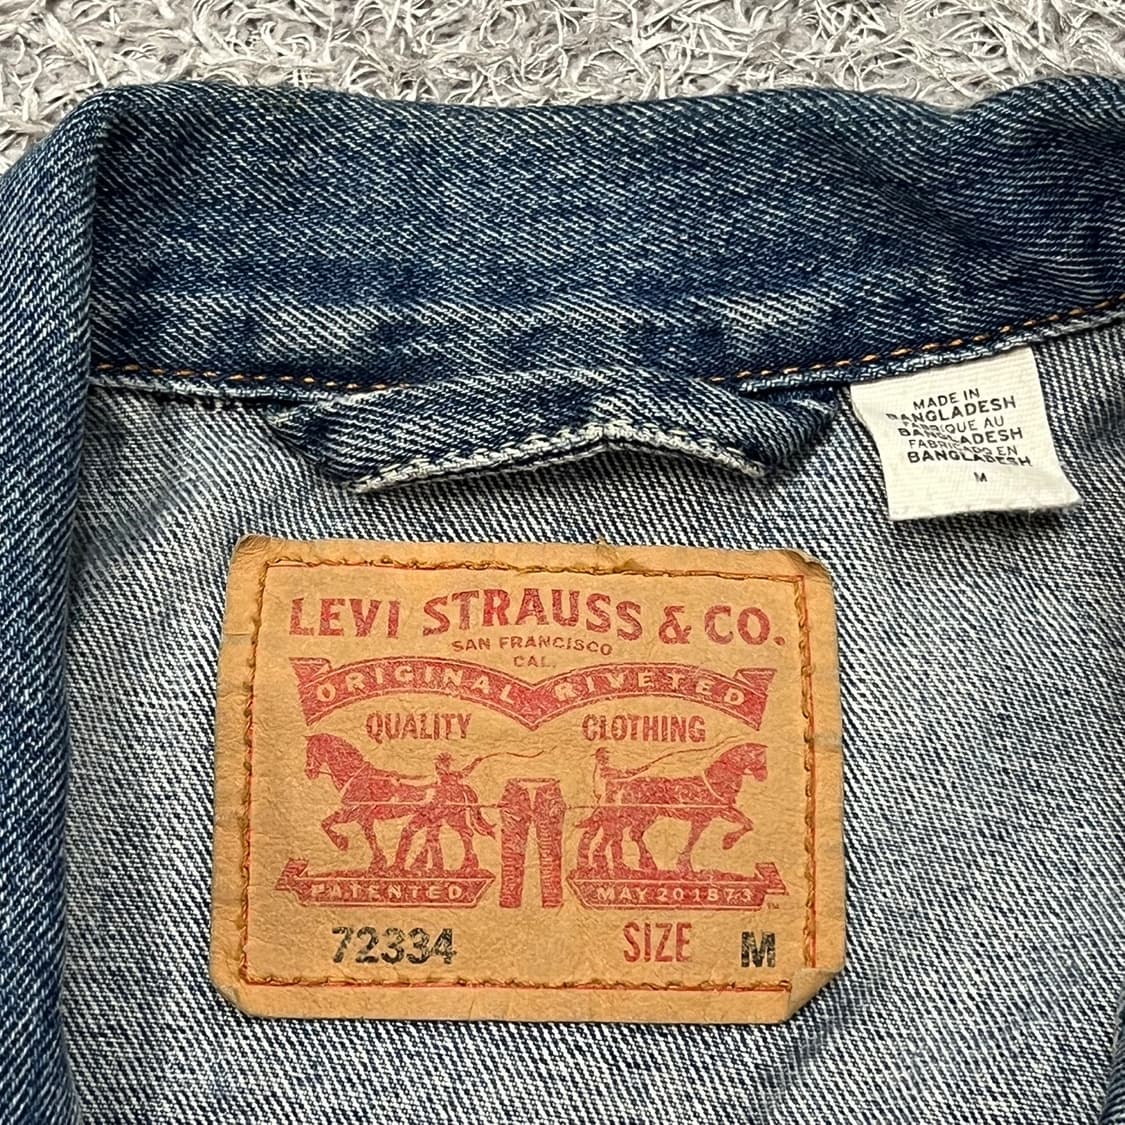 MADE IN
BANGLADESH
FABRIQUE AU
BANGLADESH
FABRICADO EN
BANGLADESH
M
LEVI STRAUSS & CO.
SAN FRANCISCO
CAL.
ORIGINAL RIVETED
QUALITY CLOTHING
PATENTED MAY 20 1873 ™
72334 SIZE M